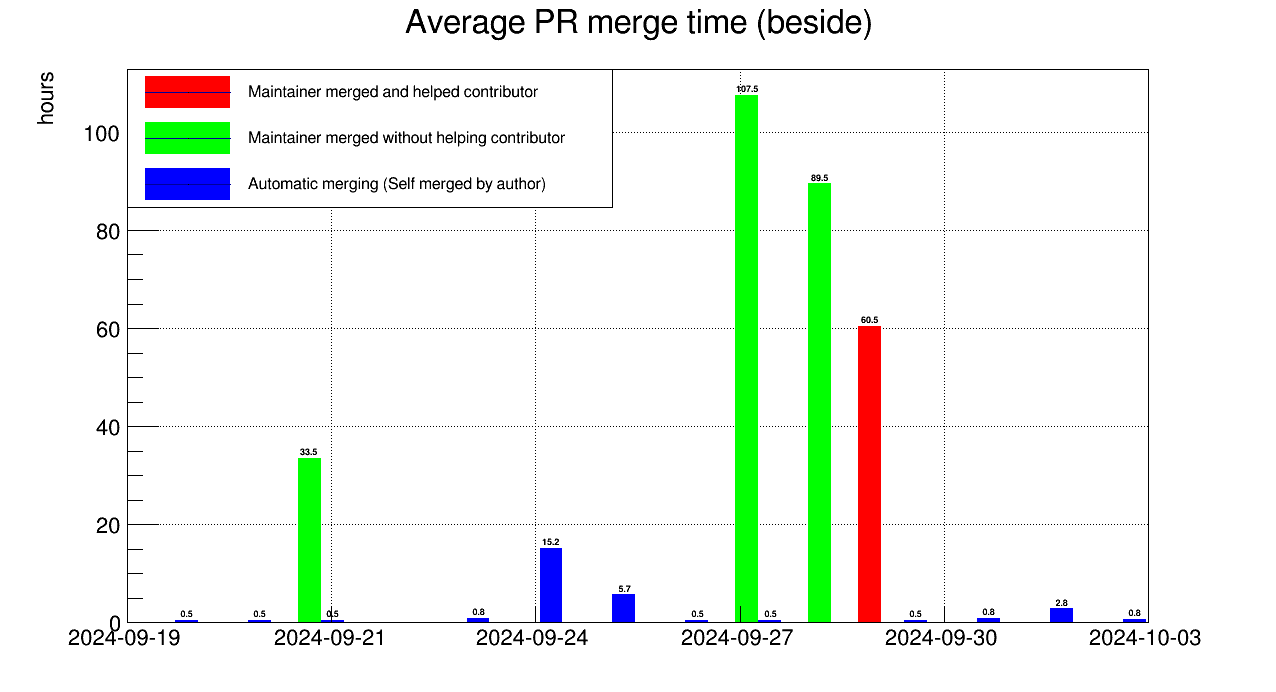 Average PR merge time (beside)
hours
Maintainer merged and helped contributor
Maintainer merged without helping contributor
Automatic merging (Self merged by author)
107.5
100
89.5
80
60.5
60
40
33.5
20
15.2
5.7
2.8
0.5 0.5 0.5 0.8 0.5 0.5 0.5 0.8 0.8
0
2024-09-19 2024-09-21 2024-09-24 2024-09-27 2024-09-30 2024-10-03